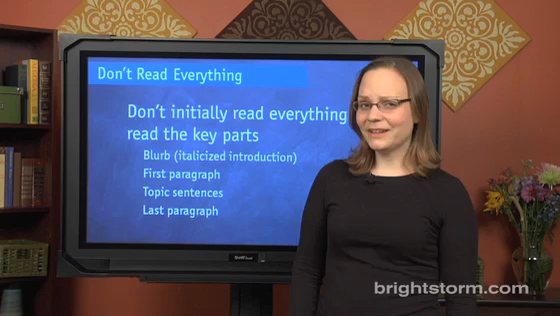 Don't Read Everything
Don't initially read everything
read the key parts
Blurb (italicized introduction)
First paragraph
Topic sentences
Last paragraph
brightstorm.com